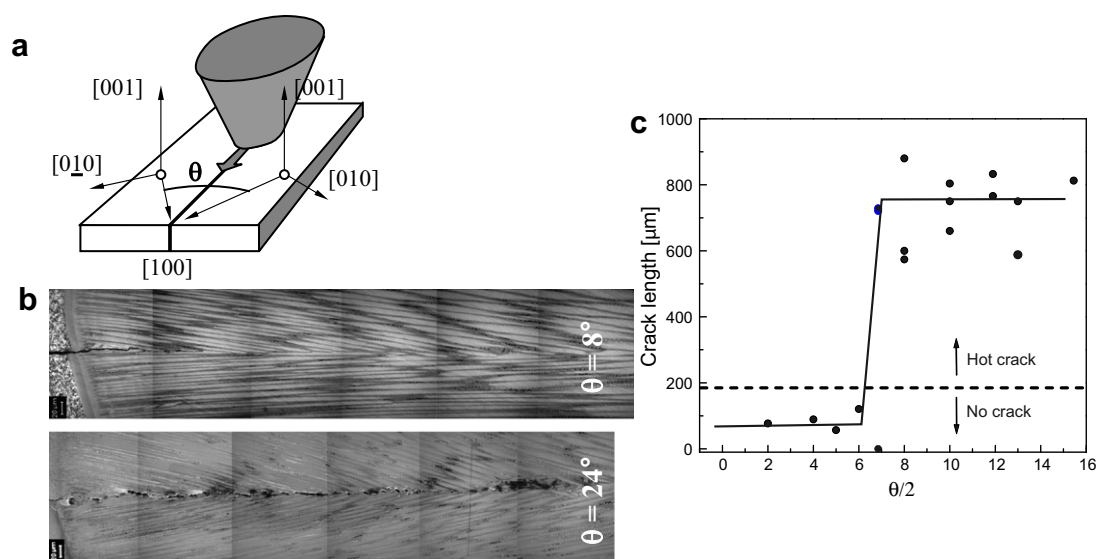 a
[001]
[001]
[010]
θ
[010]
[100]
b
θ = 8°
θ = 24°
c
1000
800
600
400
200
0
Crack length [µm]
Hot crack
No crack
0 2 4 6 8 10 12 14 16
θ/2